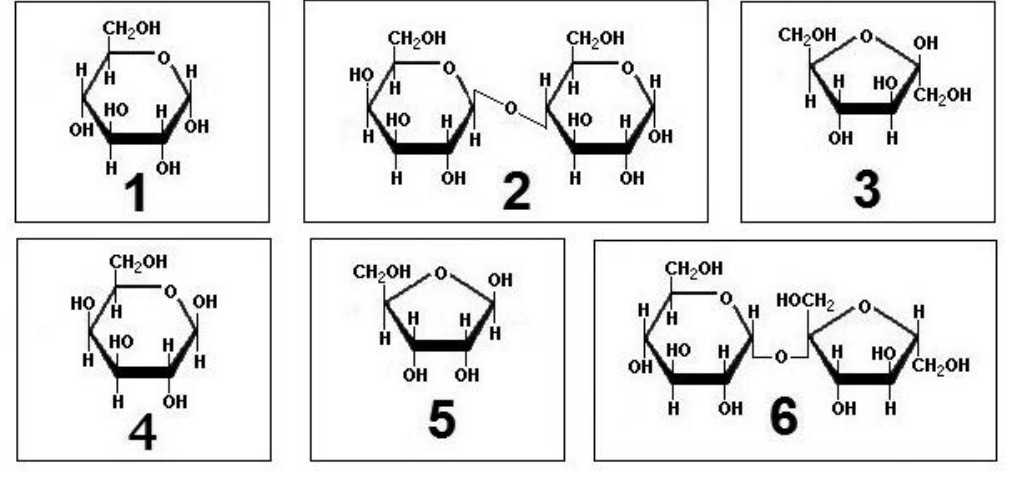 CH₂OH
O
H H H
HO H
OH OH
H OH
1
CH₂OH CH₂OH
O O
HO H H H H
O
HO H HO H
H H OH
H OH H OH
2
CH₂OH O OH
H HO
H CH₂OH
OH H
3
CH₂OH
O
HO H OH
HO H
H H
H OH
4
CH₂OH O OH
H H
H H
OH OH
5
CH₂OH
O HOCH₂ O
H H H H
HO H H HO
OH O CH₂OH
H OH OH H
6